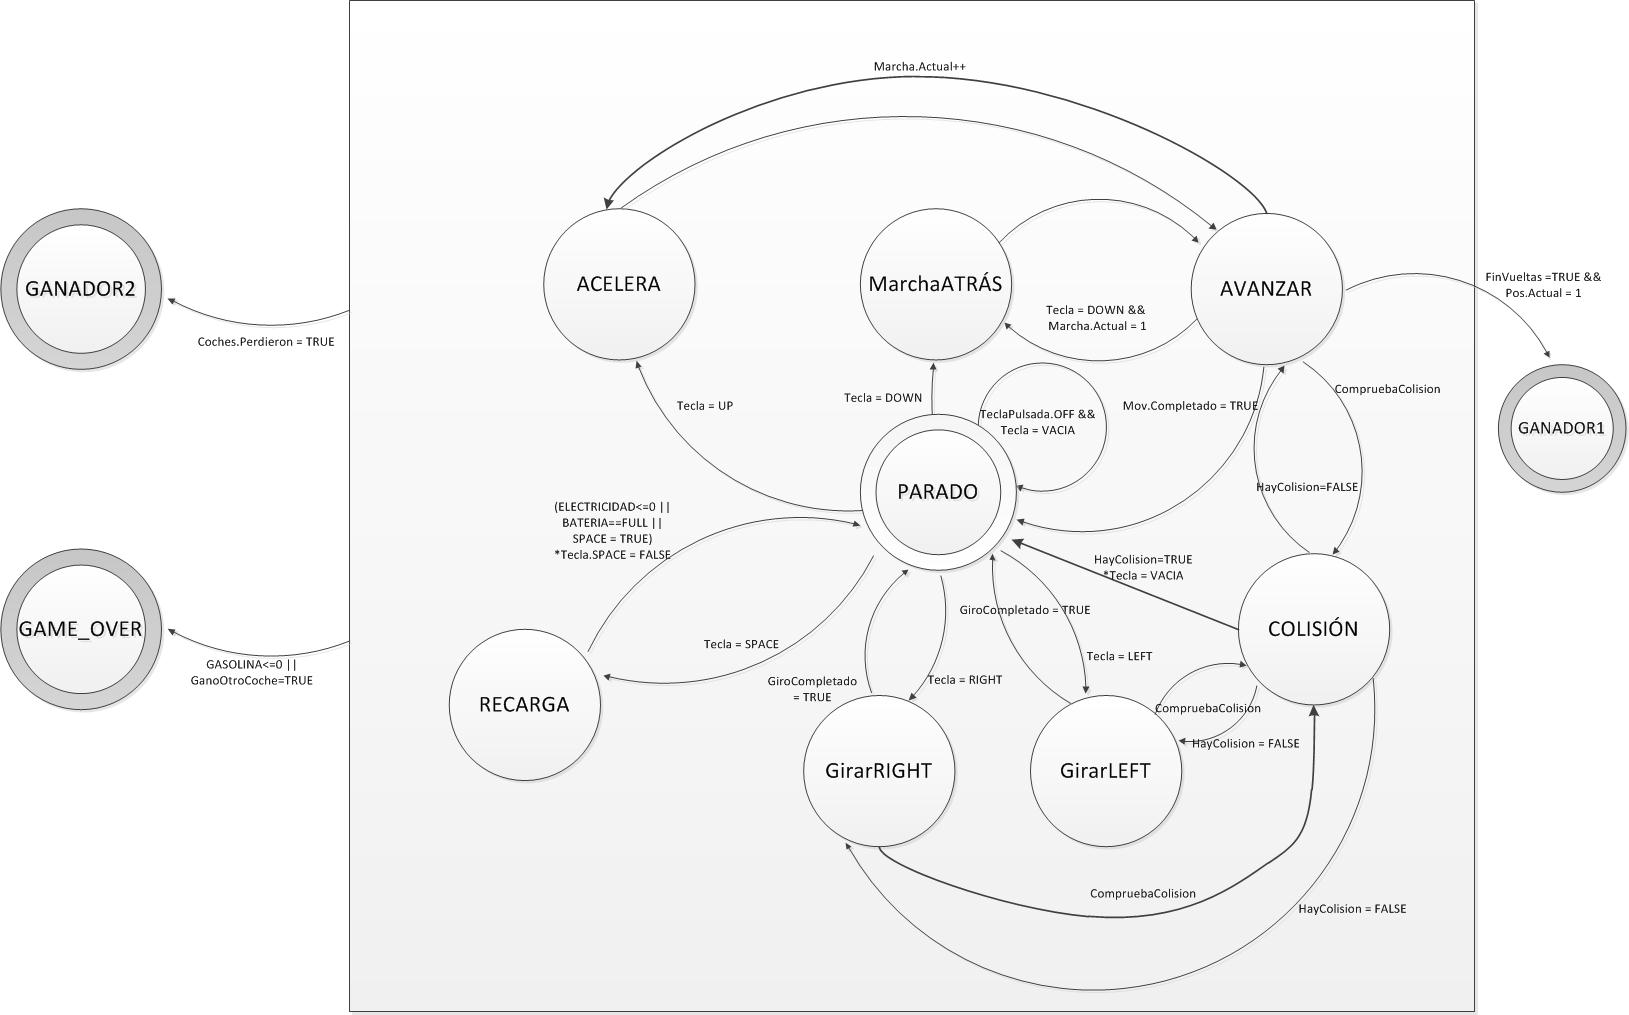 Marcha.Actual++
GANADOR2
ACELERA
MarchaATRÁS
AVANZAR
FinVueltas =TRUE &&
Pos.Actual = 1
Tecla = DOWN &&
Marcha.Actual = 1
Coches.Perdieron = TRUE
CompruebaColision
Tecla = DOWN
Tecla = UP
Mov.Completado = TRUE
TeclaPulsada.OFF &&
Tecla = VACIA
GANADOR1
PARADO
HayColision=FALSE
(ELECTRICIDAD<=0 ||
BATERIA==FULL ||
SPACE = TRUE)
*Tecla.SPACE = FALSE
HayColision=TRUE
*Tecla = VACIA
GiroCompletado = TRUE
GAME_OVER
COLISIÓN
Tecla = SPACE
Tecla = LEFT
GASOLINA<=0 ||
GanoOtroCoche=TRUE
GiroCompletado
= TRUE
Tecla = RIGHT
RECARGA
CompruebaColision
HayColision = FALSE
GirarRIGHT
GirarLEFT
CompruebaColision
HayColision = FALSE